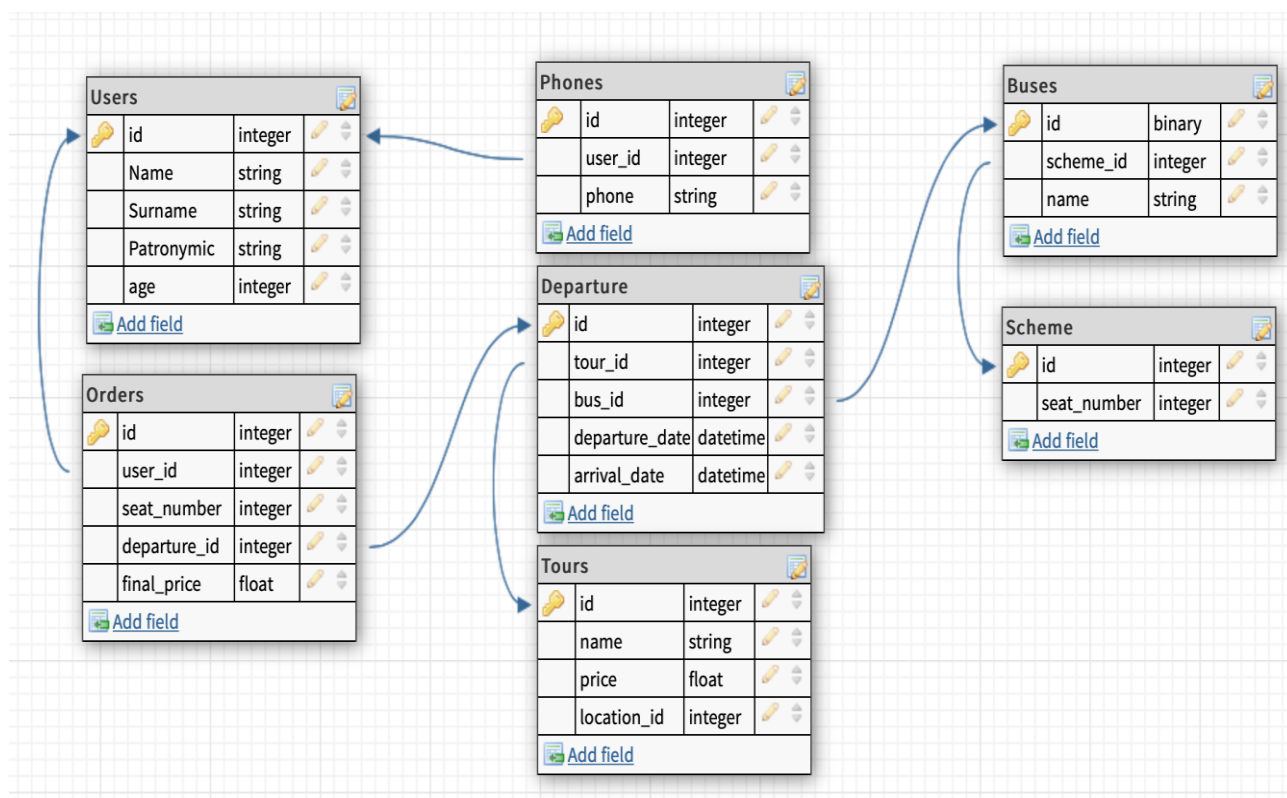 Users
id integer
Name string
Surname string
Patronymic string
age integer
Add field
Orders
id integer
user_id integer
seat_number integer
departure_id integer
final_price float
Add field
Phones
id integer
user_id integer
phone string
Add field
Departure
id integer
tour_id integer
bus_id integer
departure_date datetime
arrival_date datetime
Add field
Tours
id integer
name string
price float
location_id integer
Add field
Buses
id binary
scheme_id integer
name string
Add field
Scheme
id integer
seat_number integer
Add field